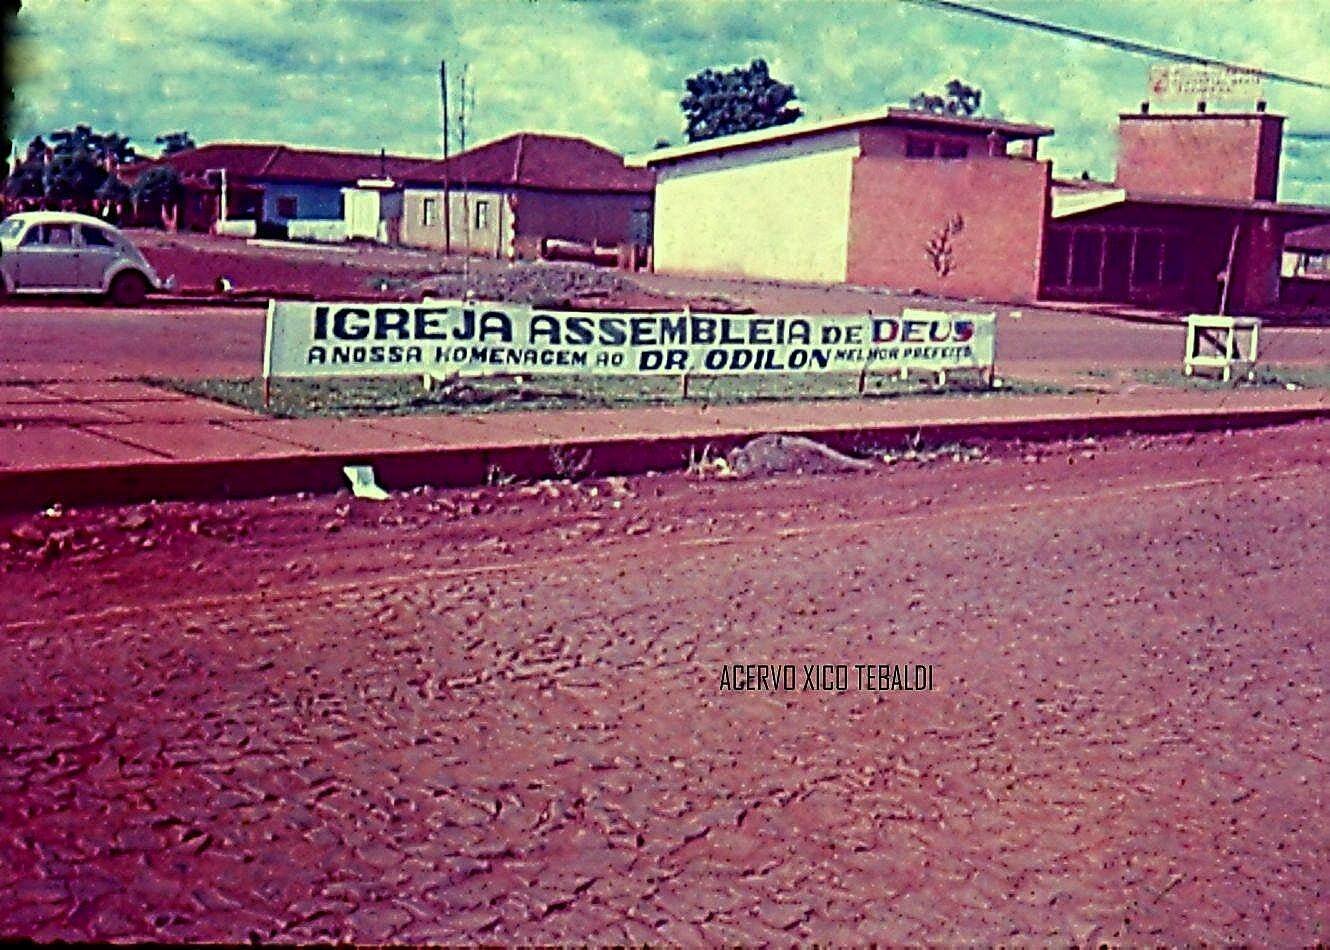 IGREJA ASSEMBLEIA DE DEUS
A NOSSA HOMENAGEM AO DR. ODILON MELHOR PREFEITO
ACERVO XICO TEBALDI